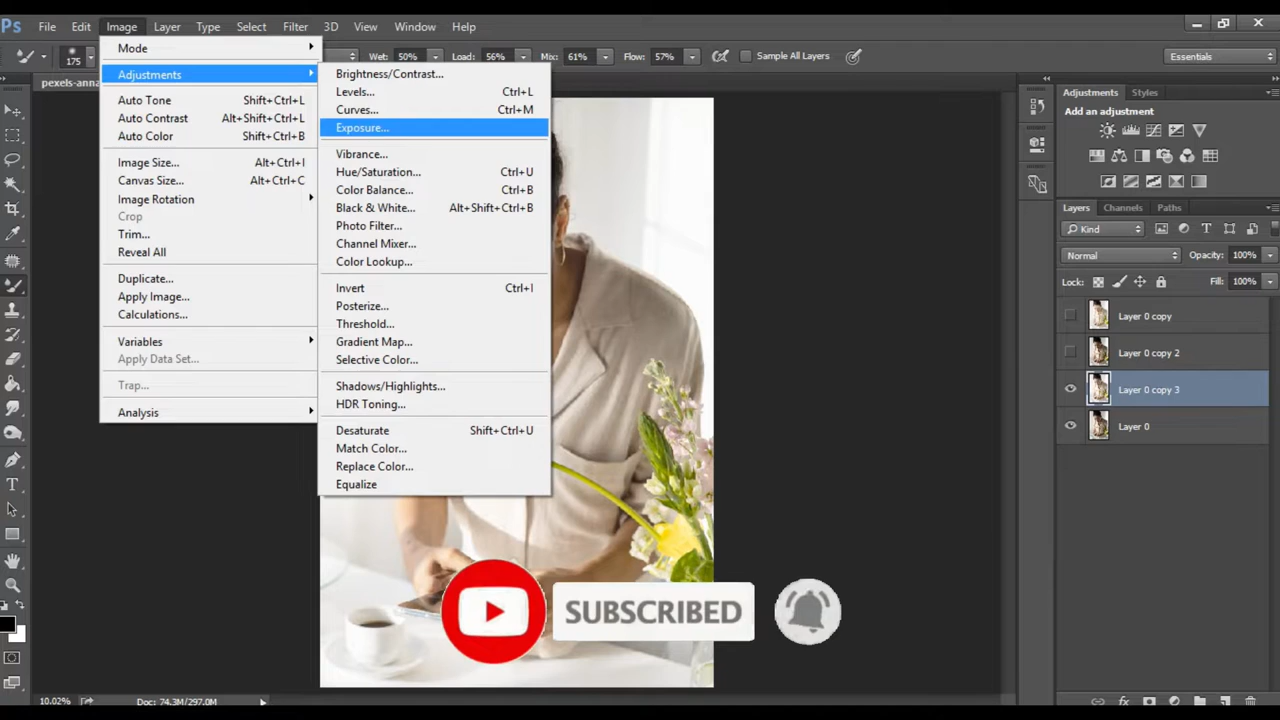 Ps File Edit Image Layer Type Select Filter 3D View Window Help
175 Wet: 50% Load: 56% Mix: 61% Flow: 57% Sample All Layers Essentials
pexels-anna
Mode
Adjustments
Auto Tone Shift+Ctrl+L
Auto Contrast Alt+Shift+Ctrl+L
Auto Color Shift+Ctrl+B
Image Size... Alt+Ctrl+I
Canvas Size... Alt+Ctrl+C
Image Rotation
Crop
Trim...
Reveal All
Duplicate...
Apply Image...
Calculations...
Variables
Apply Data Set...
Trap...
Analysis
Brightness/Contrast...
Levels... Ctrl+L
Curves... Ctrl+M
Exposure...
Vibrance...
Hue/Saturation... Ctrl+U
Color Balance... Ctrl+B
Black & White... Alt+Shift+Ctrl+B
Photo Filter...
Channel Mixer...
Color Lookup...
Invert Ctrl+I
Posterize...
Threshold...
Gradient Map...
Selective Color...
Shadows/Highlights...
HDR Toning...
Desaturate Shift+Ctrl+U
Match Color...
Replace Color...
Equalize
Adjustments Styles
Add an adjustment
Layers Channels Paths
Kind
Normal Opacity: 100%
Lock: Fill: 100%
Layer 0 copy
Layer 0 copy 2
Layer 0 copy 3
Layer 0
SUBSCRIBED
10.02% Doc: 74.3M/297.0M